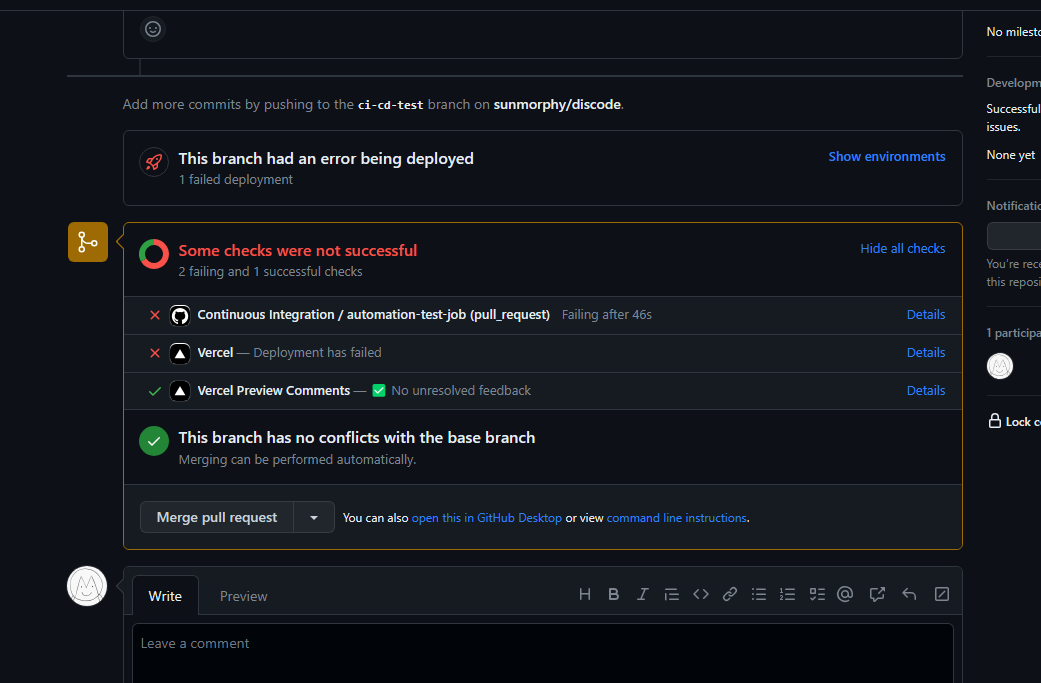 No milesto
Add more commits by pushing to the ci-cd-test branch on sunmorphy/discode.
Developm
Successful
issues.
None yet
This branch had an error being deployed
1 failed deployment
Show environments
Notificatio
You're rece
this reposi
Some checks were not successful
2 failing and 1 successful checks
Hide all checks
Continuous Integration / automation-test-job (pull_request) Failing after 46s
Details
1 participa
Vercel — Deployment has failed
Details
Vercel Preview Comments — ✅ No unresolved feedback
Details
Lock co
This branch has no conflicts with the base branch
Merging can be performed automatically.
Merge pull request
You can also open this in GitHub Desktop or view command line instructions.
Write
Preview
Leave a comment